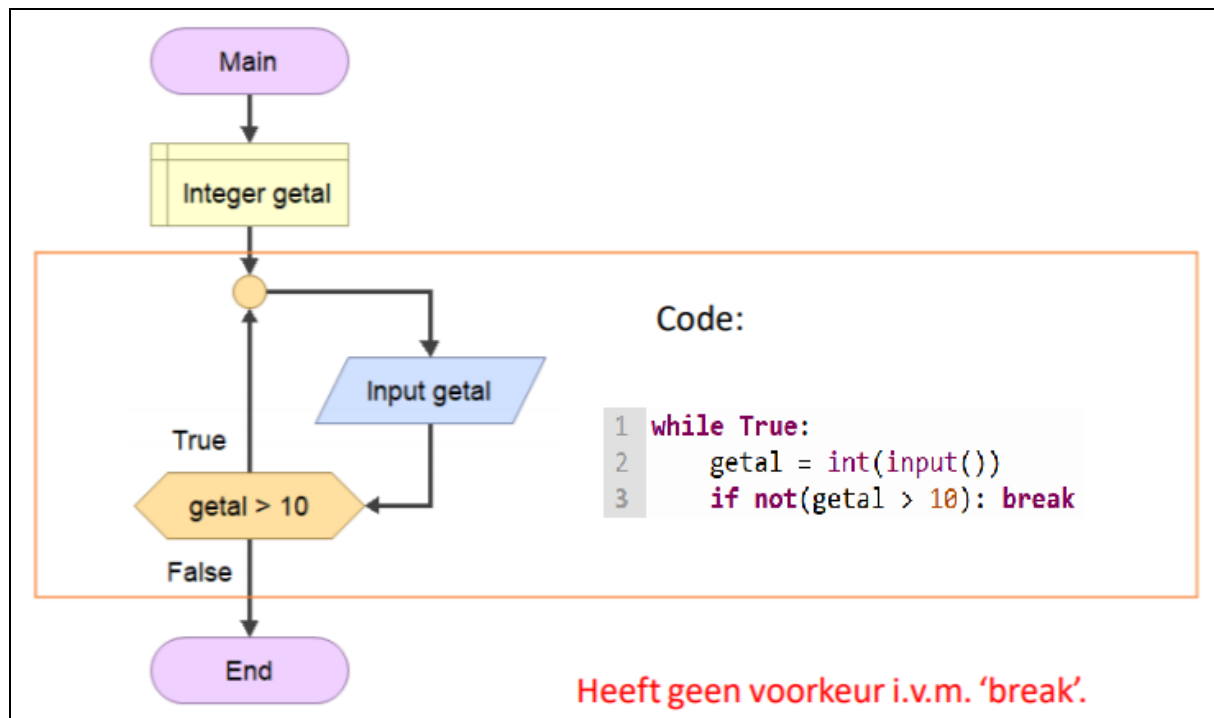 Main
Integer getal
Code:
Input getal
True
getal > 10
False
1 while True:
2     getal = int(input())
3     if not(getal > 10): break
End
Heeft geen voorkeur i.v.m. ‘break’.